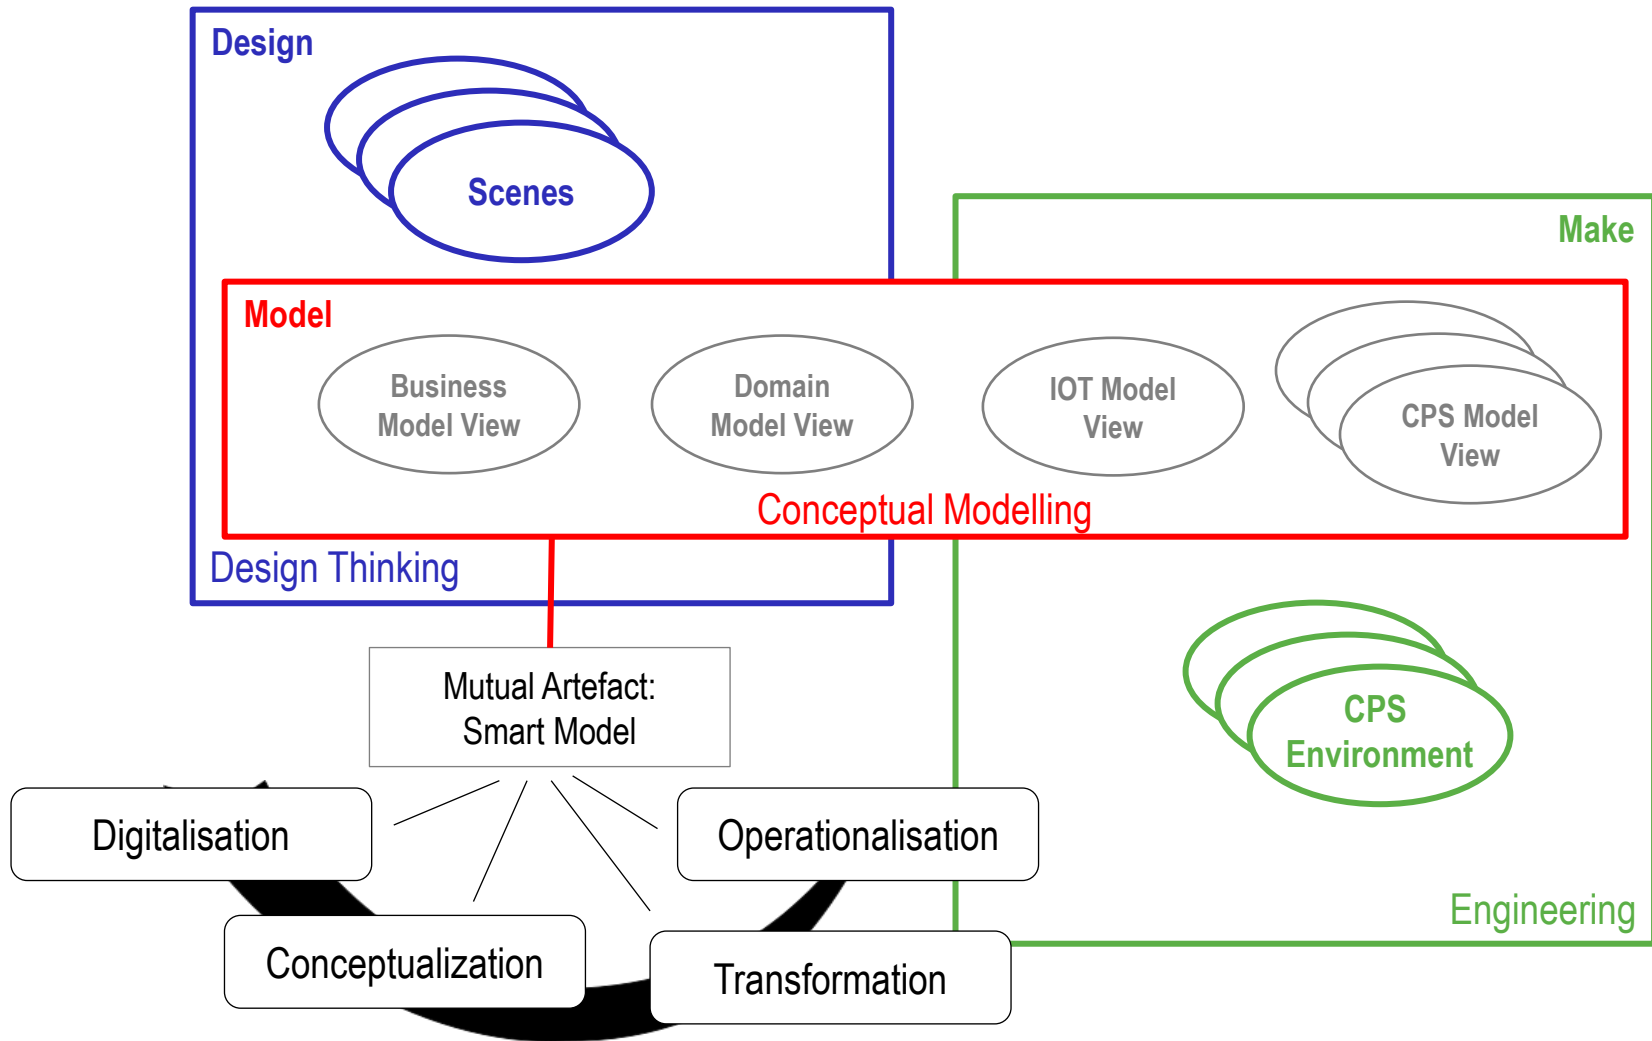 Design
Scenes
Make
Model
Business
Model View
Domain
Model View
IOT Model
View
CPS Model
View
Conceptual Modelling
Design Thinking
Mutual Artefact:
Smart Model
CPS
Environment
Digitalisation
Operationalisation
Engineering
Conceptualization
Transformation